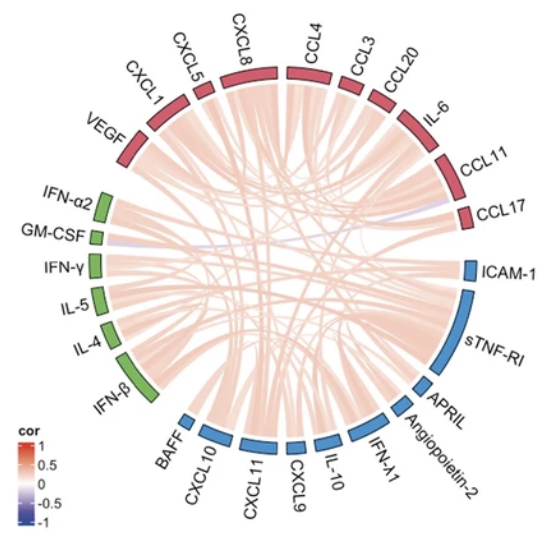 CXCL8
CCL4
CCL3
CCL20
IL-6
CCL11
CCL17
ICAM-1
sTNF-RI
APRIL
Angiopoietin-2
IFN-λ1
IL-10
CXCL9
CXCL11
CXCL10
BAFF
IFN-β
IL-4
IL-5
IFN-γ
GM-CSF
IFN-α2
VEGF
CXCL1
CXCL5
cor
1
0.5
0
-0.5
-1